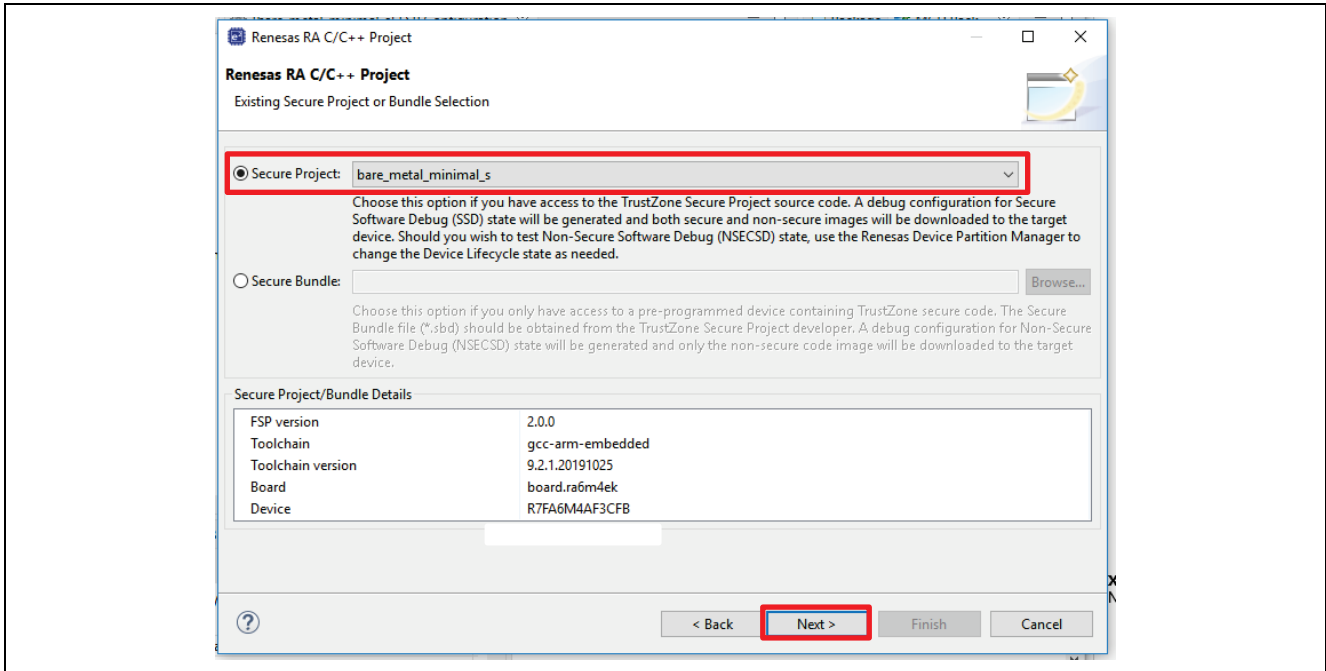 Renesas RA C/C++ Project
Renesas RA C/C++ Project
Existing Secure Project or Bundle Selection
Secure Project: bare_metal_minimal_s
Choose this option if you have access to the TrustZone Secure Project source code. A debug configuration for Secure
Software Debug (SSD) state will be generated and both secure and non-secure images will be downloaded to the target
device. Should you wish to test Non-Secure Software Debug (NSECSD) state, use the Renesas Device Partition Manager to
change the Device Lifecycle state as needed.
Secure Bundle: Browse...
Choose this option if you only have access to a pre-programmed device containing TrustZone secure code. The Secure
Bundle file (*.sbd) should be obtained from the TrustZone Secure Project developer. A debug configuration for Non-Secure
Software Debug (NSECSD) state will be generated and only the non-secure code image will be downloaded to the target
device.
Secure Project/Bundle Details
FSP version 2.0.0
Toolchain gcc-arm-embedded
Toolchain version 9.2.1.20191025
Board board.ra6m4ek
Device R7FA6M4AF3CFB
? < Back Next > Finish Cancel